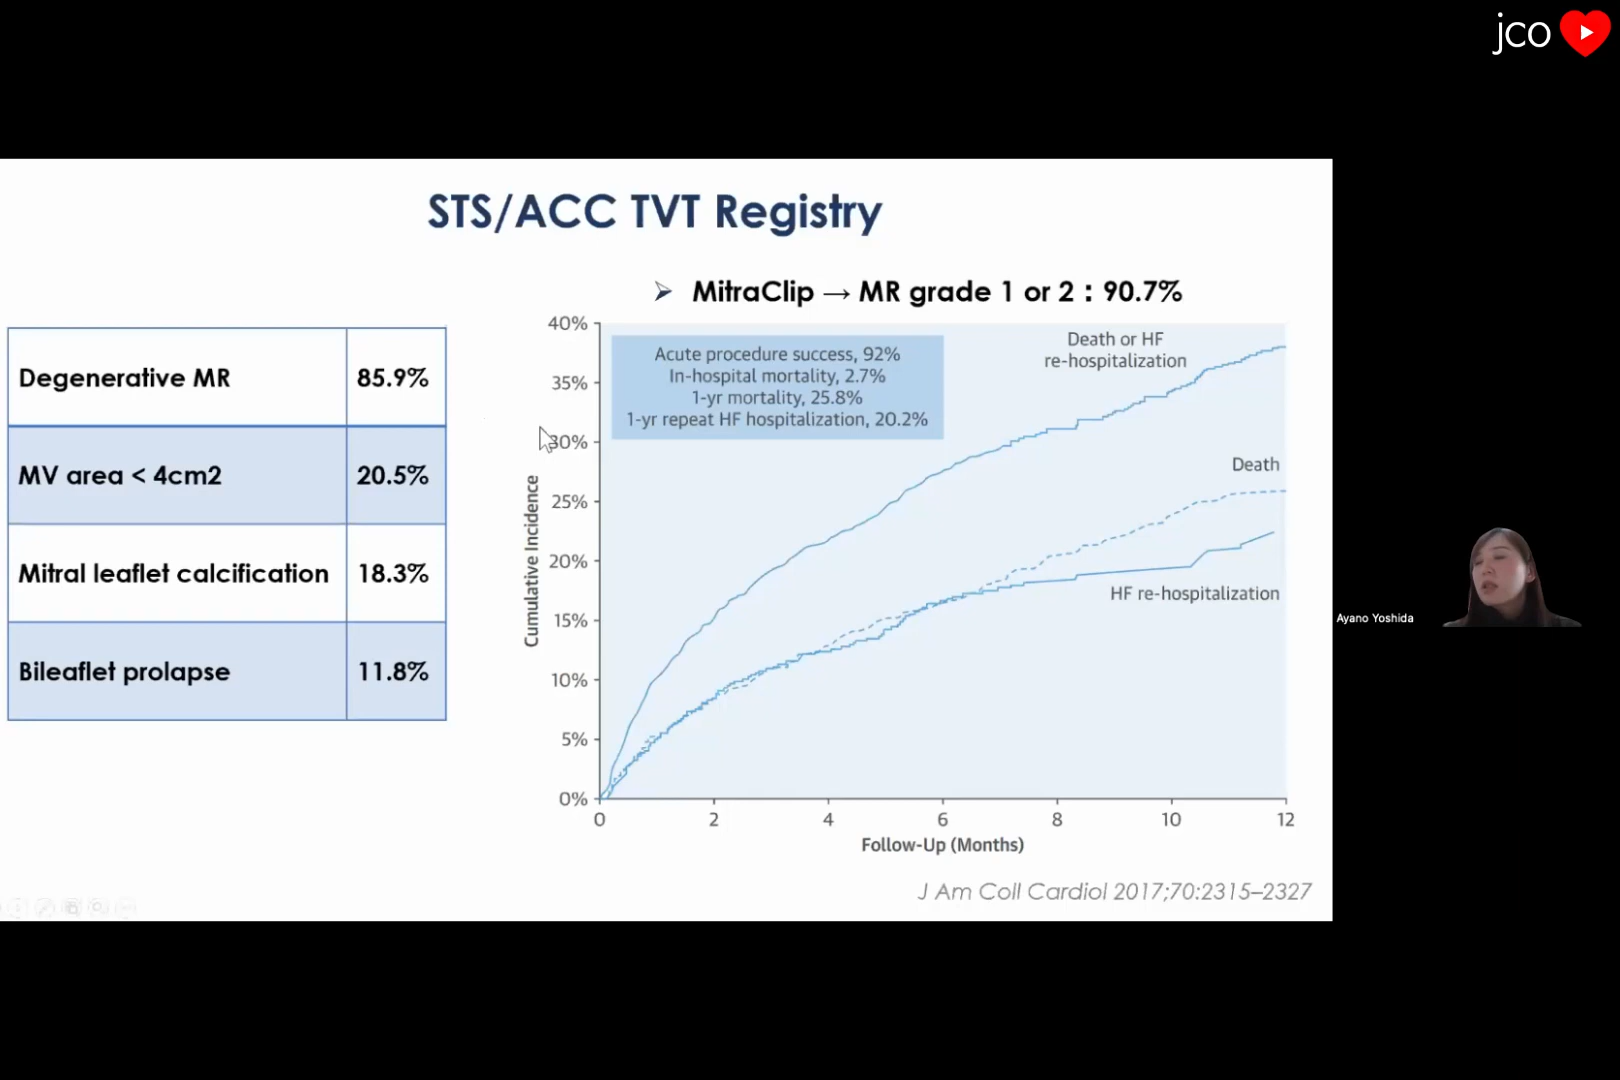 jco
STS/ACC TVT Registry
MitraClip → MR grade 1 or 2 : 90.7%
Degenerative MR 85.9%
MV area < 4cm2 20.5%
Mitral leaflet calcification 18.3%
Bileaflet prolapse 11.8%
40%
35%
30%
25%
20%
15%
10%
5%
0%
Cumulative Incidence
Acute procedure success, 92%
In-hospital mortality, 2.7%
1-yr mortality, 25.8%
1-yr repeat HF hospitalization, 20.2%
Death or HF
re-hospitalization
Death
HF re-hospitalization
0 2 4 6 8 10 12
Follow-Up (Months)
J Am Coll Cardiol 2017;70:2315–2327
Ayano Yoshida